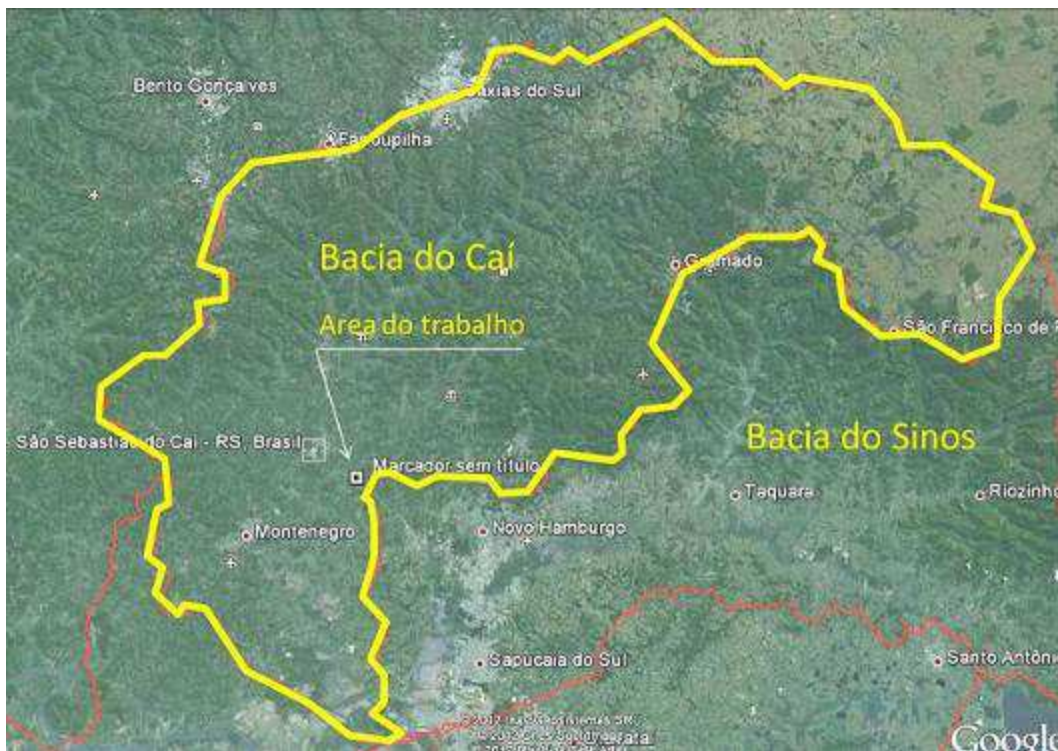 Bento Gonçalves
Caxias do Sul
Farroupilha
Bacia do Caí
Gramado
Area do trabalho
São Francisco de
São Sebastião do Caí - RS, Brasil
Bacia do Sinos
Marcador sem título
Taquara
Riozinho
Montenegro
Novo Hamburgo
Sapucaia do Sul
Santo Antôni
Google